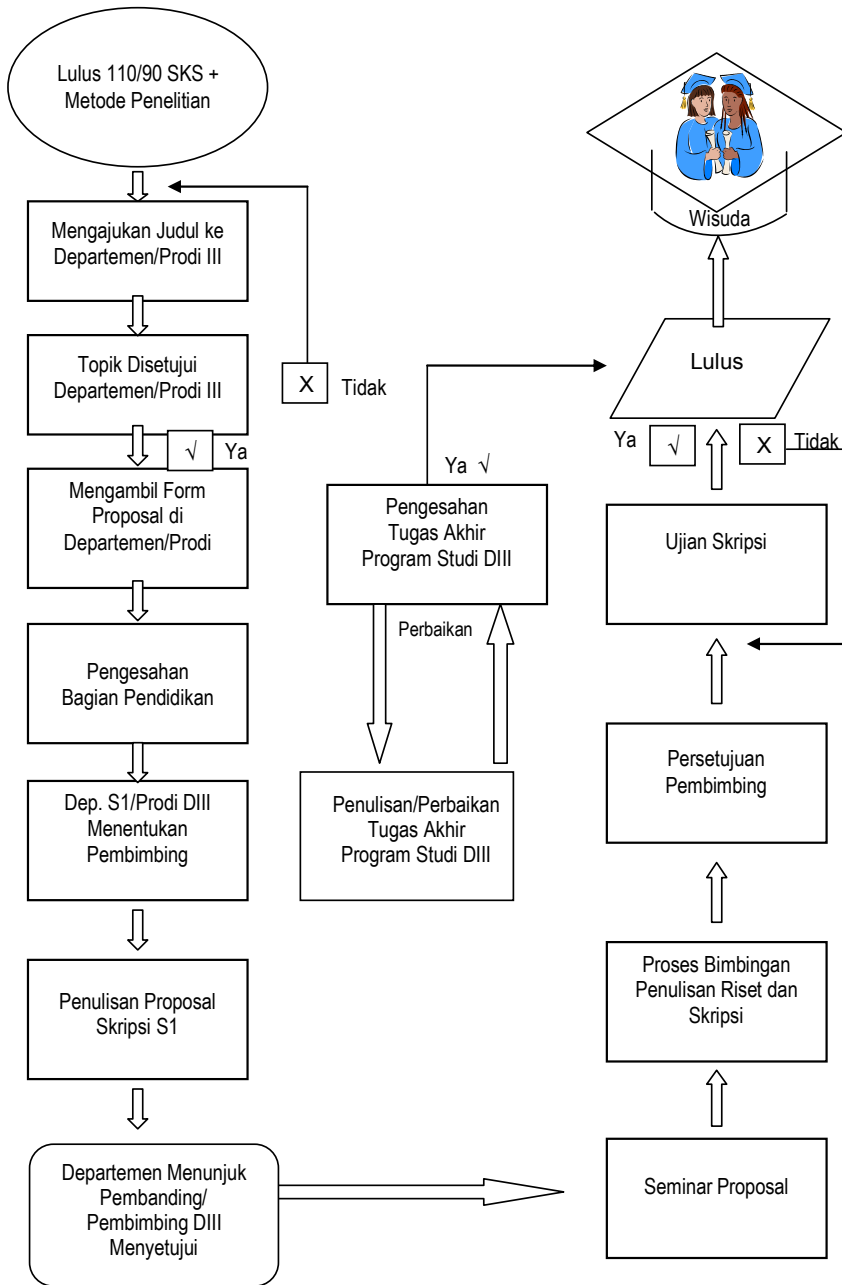 Lulus 110/90 SKS +
Metode Penelitian
Mengajukan Judul ke
Departemen/Prodi III
Topik Disetujui
Departemen/Prodi III
X Tidak
√ Ya
Mengambil Form
Proposal di
Departemen/Prodi
Pengesahan
Bagian Pendidikan
Dep. S1/Prodi DIII
Menentukan
Pembimbing
Penulisan Proposal
Skripsi S1
Departemen Menunjuk
Pembanding/
Pembimbing DIII
Menyetujui
Ya √
Pengesahan
Tugas Akhir
Program Studi DIII
Perbaikan
Penulisan/Perbaikan
Tugas Akhir
Program Studi DIII
Wisuda
Lulus
Ya √ X Tidak
Ujian Skripsi
Persetujuan
Pembimbing
Proses Bimbingan
Penulisan Riset dan
Skripsi
Seminar Proposal